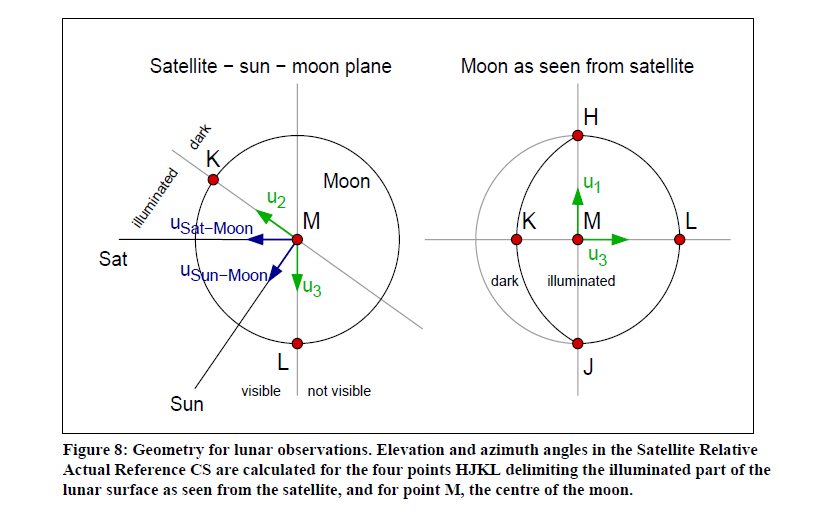 Satellite − sun − moon plane
Moon as seen from satellite
dark
illuminated
K
Moon
u2
M
uSat−Moon
Sat
uSun−Moon
u3
L
visible
not visible
Sun
H
u1
K
M
L
u3
dark
illuminated
J
Figure 8: Geometry for lunar observations. Elevation and azimuth angles in the Satellite Relative
Actual Reference CS are calculated for the four points HJKL delimiting the illuminated part of the
lunar surface as seen from the satellite, and for point M, the centre of the moon.